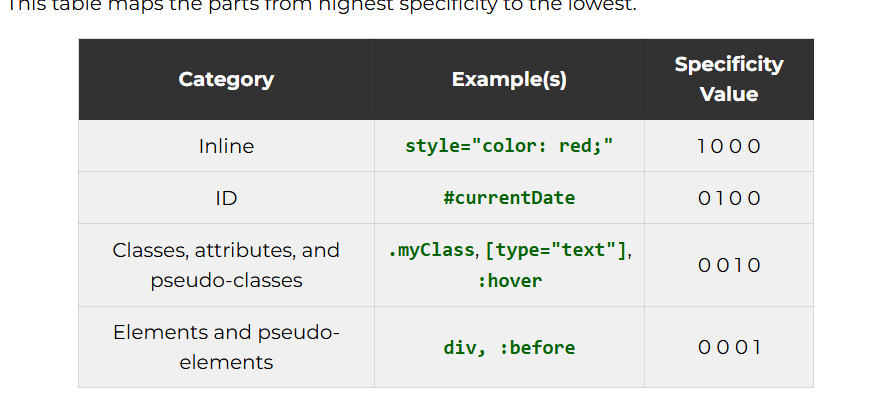 This table maps the parts from highest specificity to the lowest.
Category Example(s) Specificity Value
Inline style="color: red;" 1 0 0 0
ID #currentDate 0 1 0 0
Classes, attributes, and pseudo-classes .myClass, [type="text"], :hover 0 0 1 0
Elements and pseudo-elements div, :before 0 0 0 1